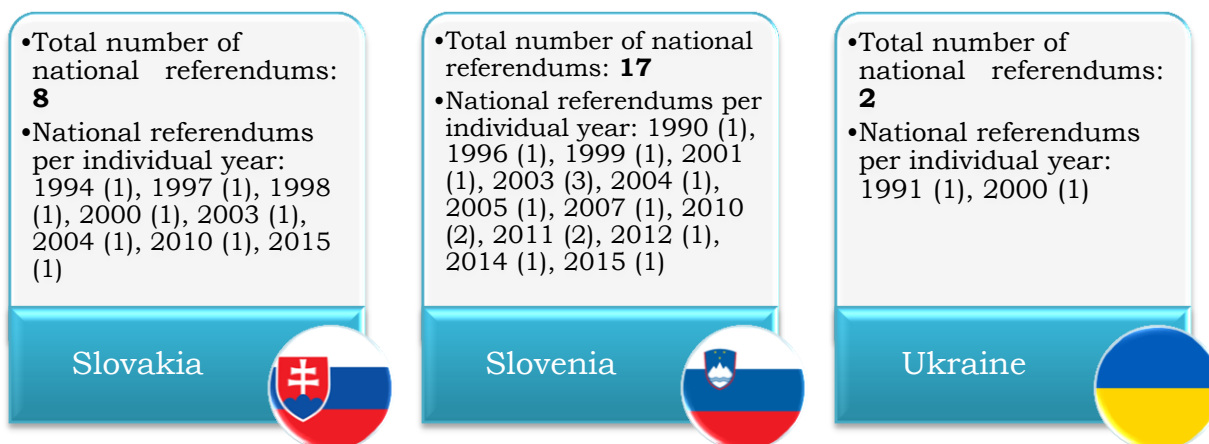 •Total number of
national referendums:
8
•National referendums
per individual year:
1994 (1), 1997 (1), 1998
(1), 2000 (1), 2003 (1),
2004 (1), 2010 (1), 2015
(1)
Slovakia
•Total number of national
referendums: 17
•National referendums per
individual year: 1990 (1),
1996 (1), 1999 (1), 2001
(1), 2003 (3), 2004 (1),
2005 (1), 2007 (1), 2010
(2), 2011 (2), 2012 (1),
2014 (1), 2015 (1)
Slovenia
•Total number of
national referendums:
2
•National referendums
per individual year:
1991 (1), 2000 (1)
Ukraine